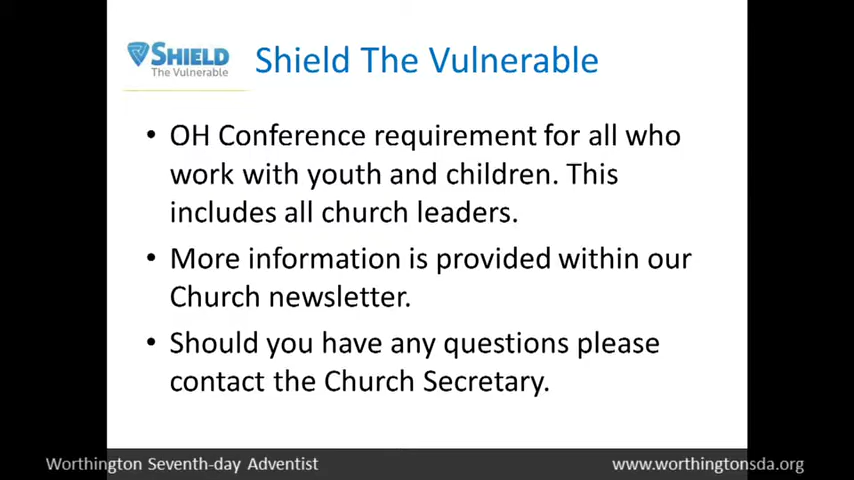 SHIELD
The Vulnerable
Shield The Vulnerable
• OH Conference requirement for all who
work with youth and children. This
includes all church leaders.
• More information is provided within our
Church newsletter.
• Should you have any questions please
contact the Church Secretary.
Worthington Seventh-day Adventist
www.worthingtonsda.org